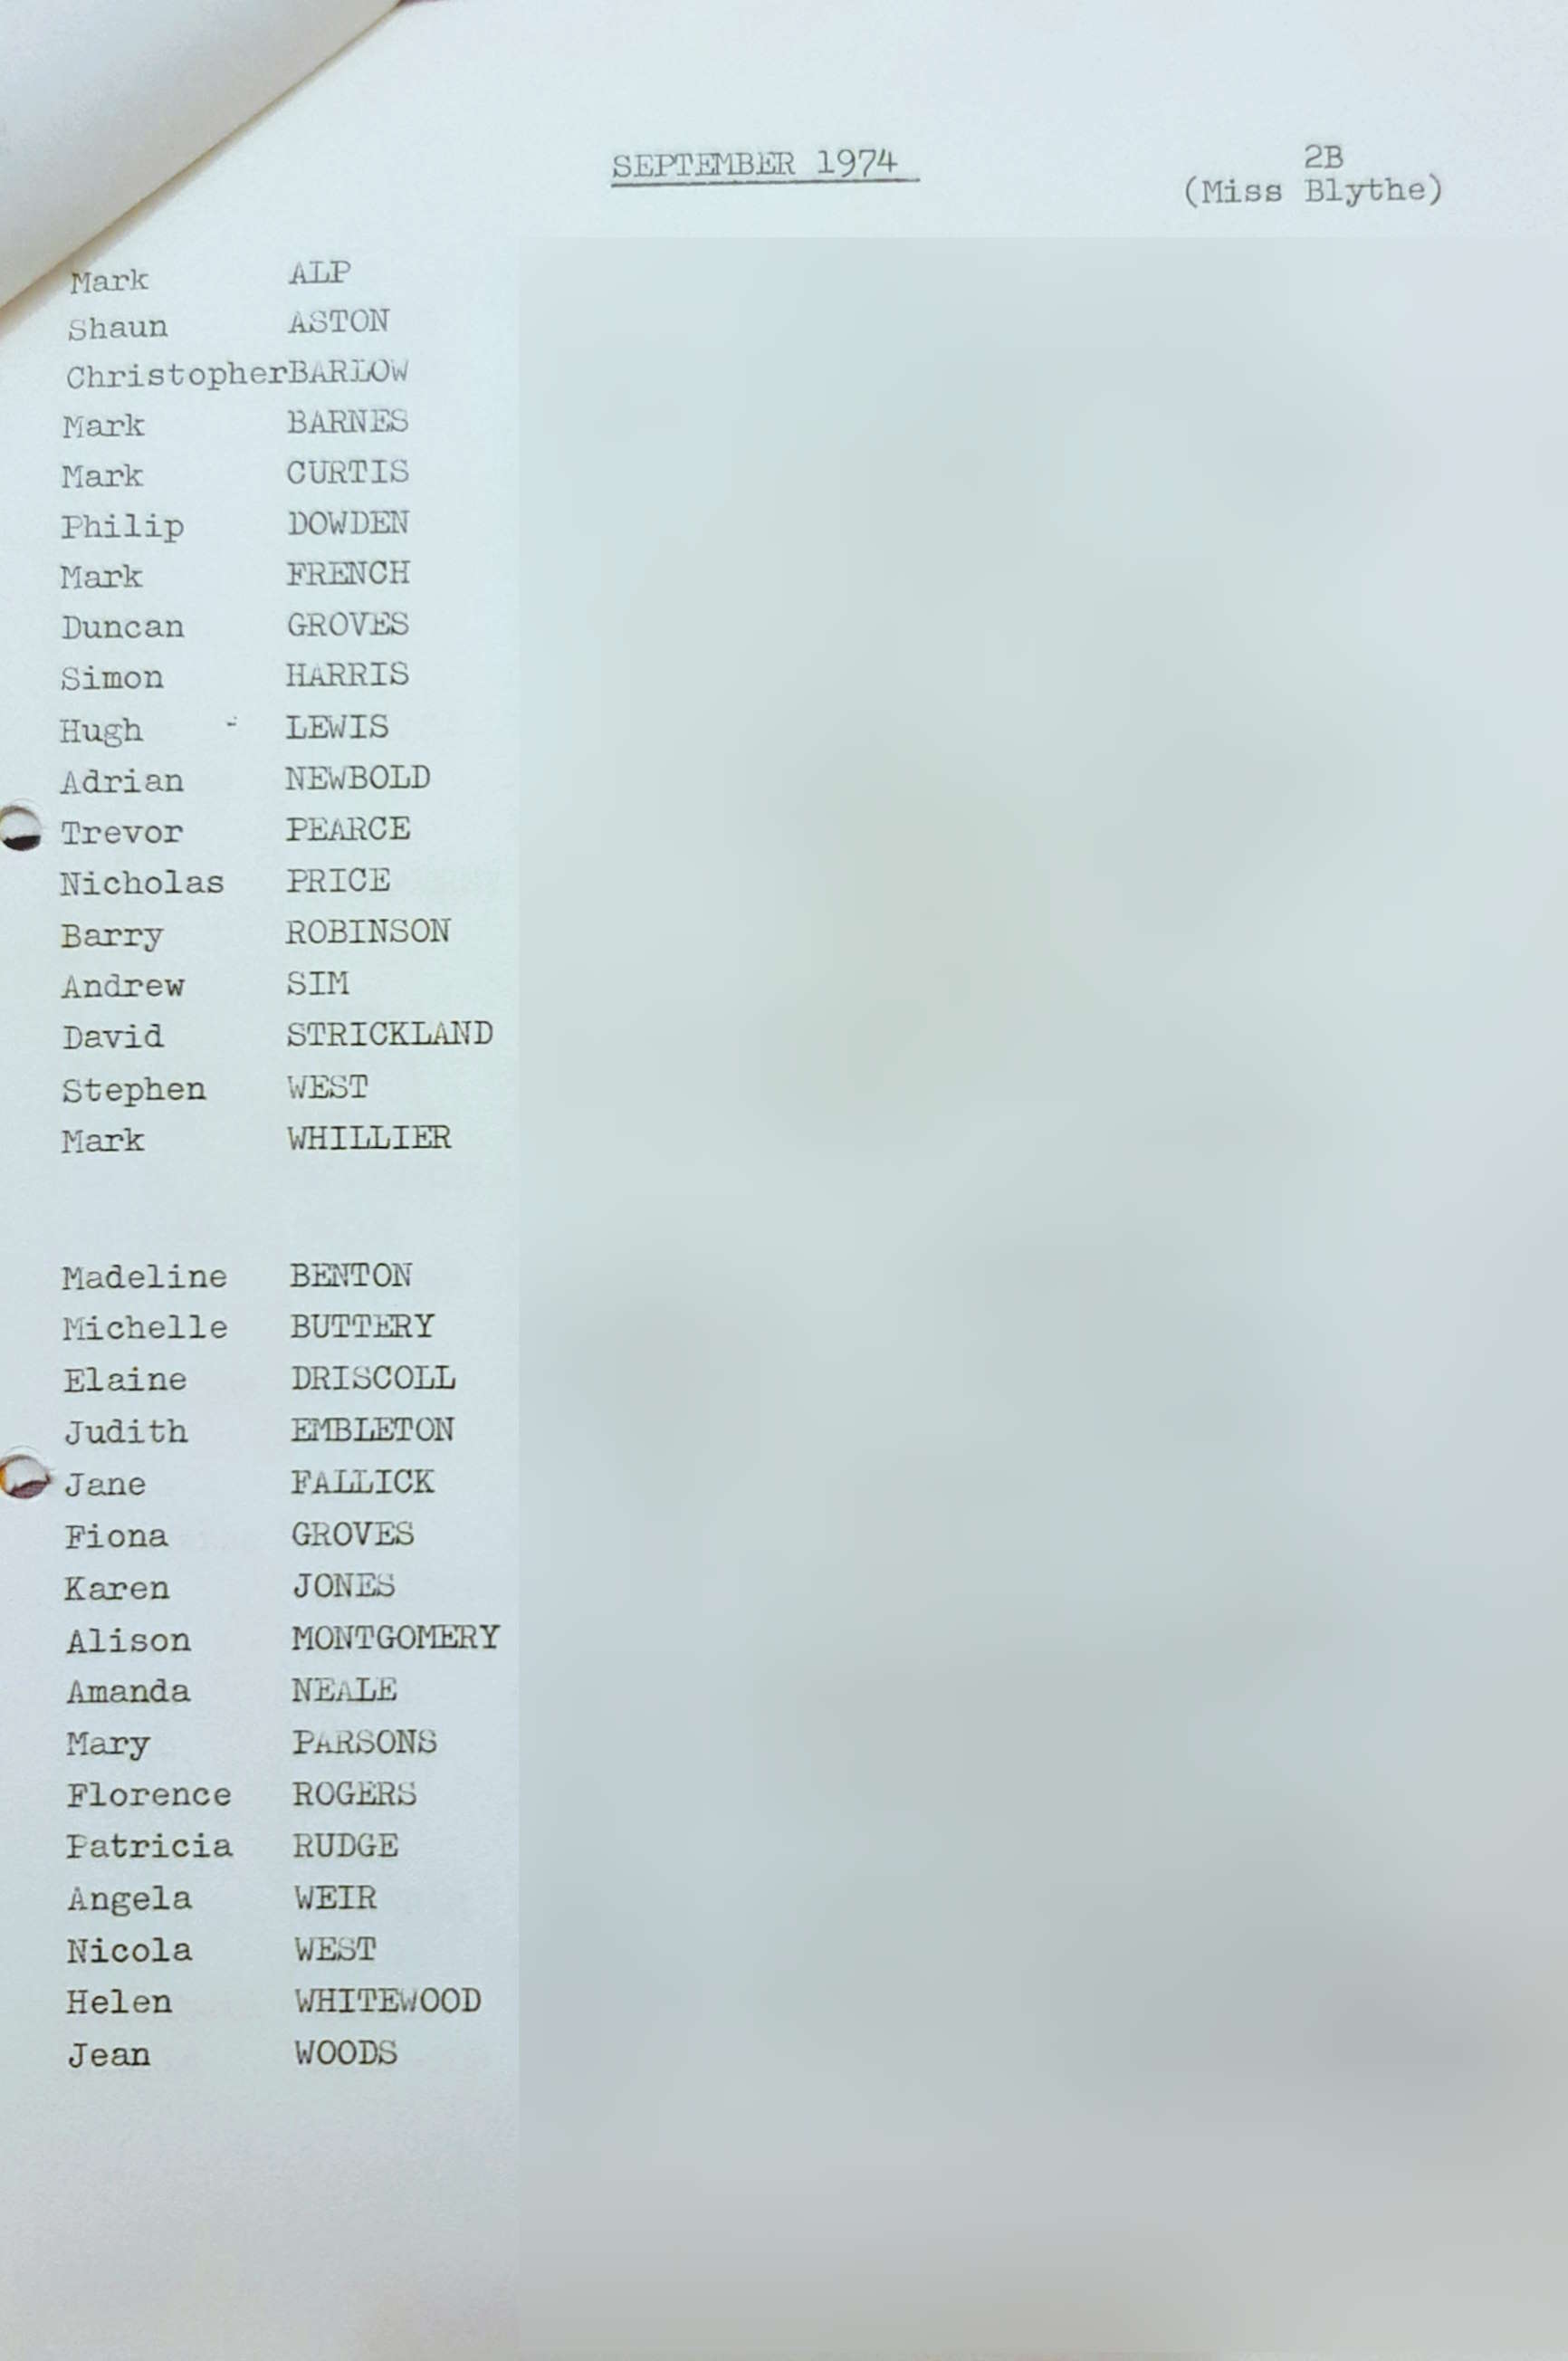 SEPTEMBER 1974
2B
(Miss Blythe)
Mark ALP
Shaun ASTON
ChristopherBARLOW
Mark BARNES
Mark CURTIS
Philip DOWDEN
Mark FRENCH
Duncan GROVES
Simon HARRIS
Hugh LEWIS
Adrian NEWBOLD
Trevor PEARCE
Nicholas PRICE
Barry ROBINSON
Andrew SIM
David STRICKLAND
Stephen WEST
Mark WHILLIER
Madeline BENTON
Michelle BUTTERY
Elaine DRISCOLL
Judith EMBLETON
Jane FALLICK
Fiona GROVES
Karen JONES
Alison MONTGOMERY
Amanda NEALE
Mary PARSONS
Florence ROGERS
Patricia RUDGE
Angela WEIR
Nicola WEST
Helen WHITEWOOD
Jean WOODS